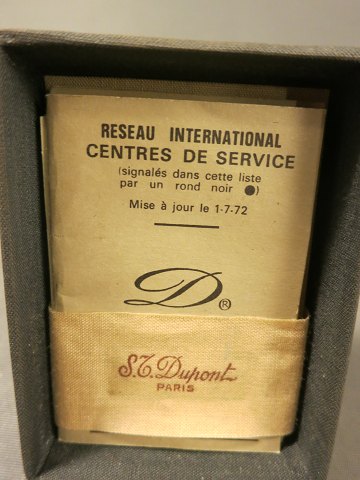 RESEAU INTERNATIONAL
CENTRES DE SERVICE
(signalés dans cette liste
par un rond noir ●)
Mise à jour le 1-7-72
D®
S.T. Dupont
PARIS